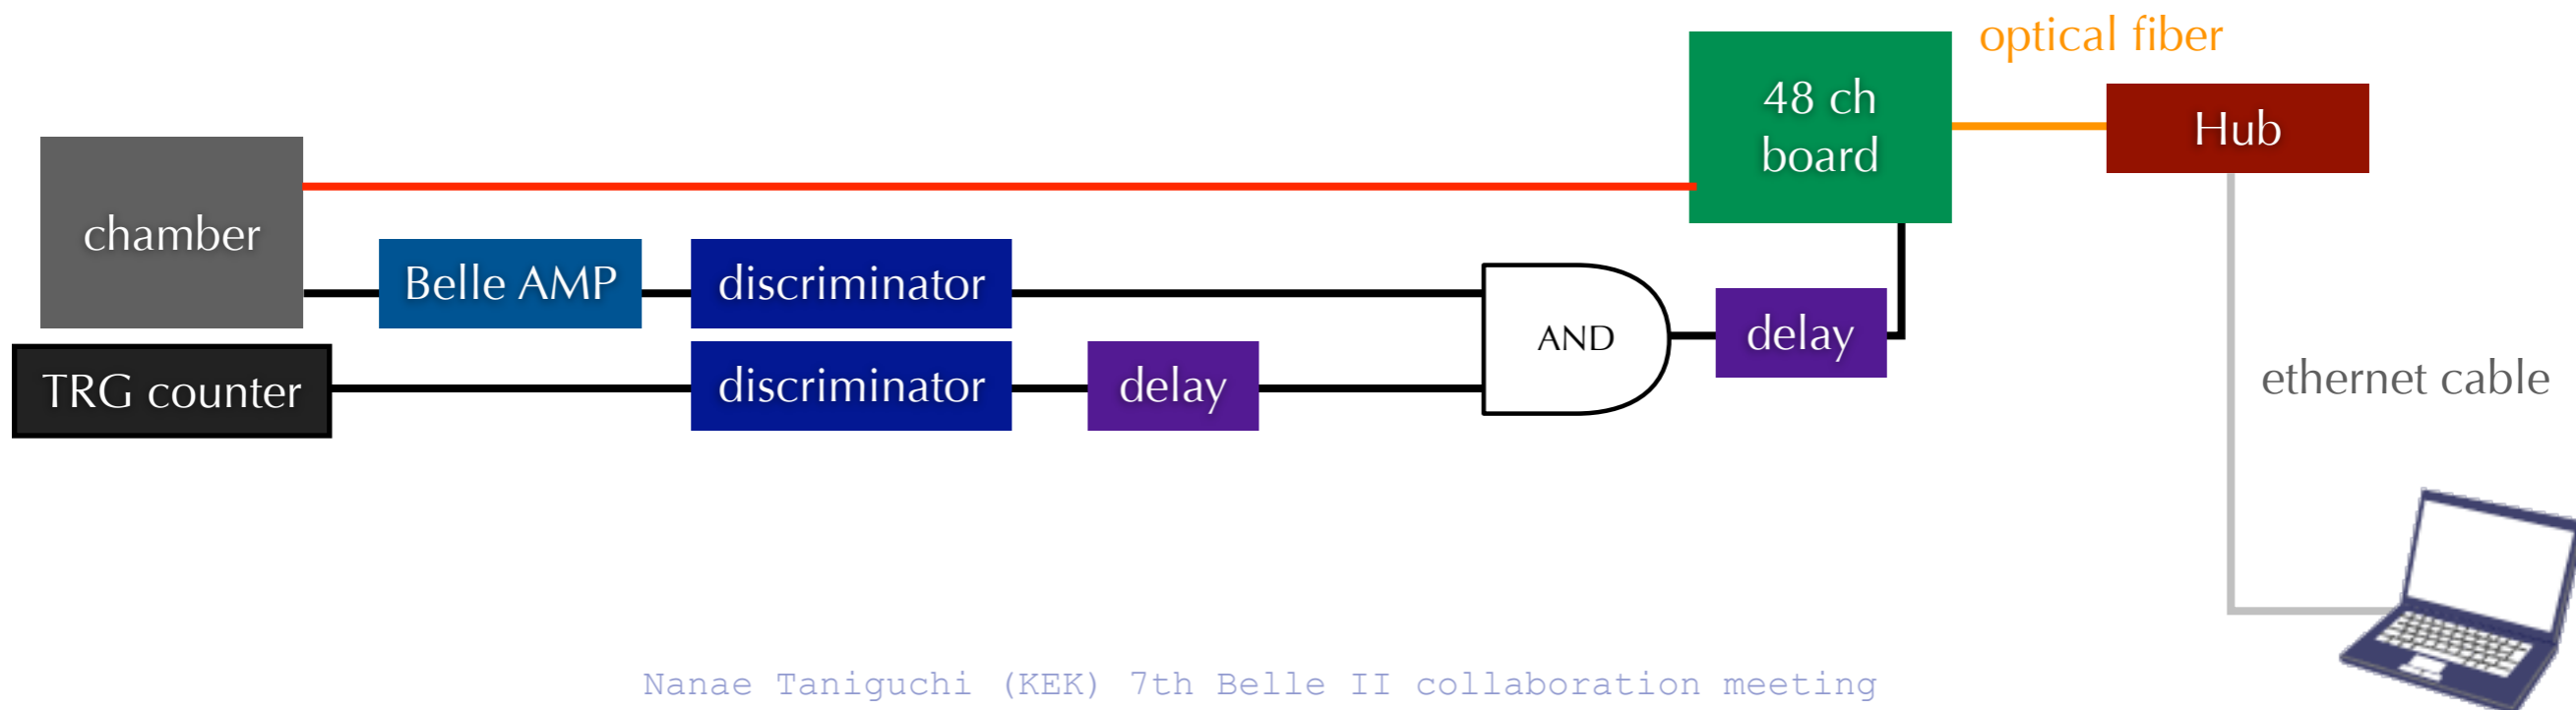 optical fiber
48 ch
board
Hub
chamber
Belle AMP
discriminator
AND
delay
TRG counter
discriminator
delay
ethernet cable
Nanae Taniguchi (KEK) 7th Belle II collaboration meeting